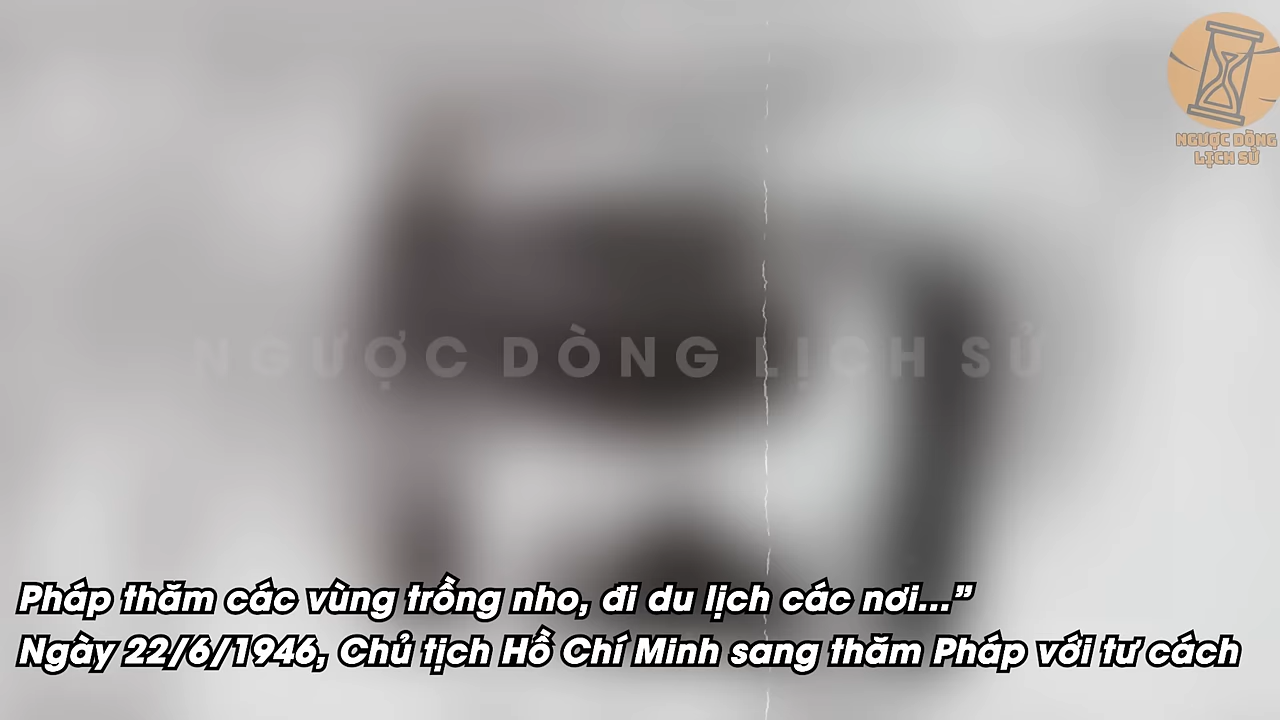 NGƯỢC DÒNG
LỊCH SỬ
NGƯỢC DÒNG LỊCH SỬ
Pháp thăm các vùng trồng nho, đi du lịch các nơi...”
Ngày 22/6/1946, Chủ tịch Hồ Chí Minh sang thăm Pháp với tư cách